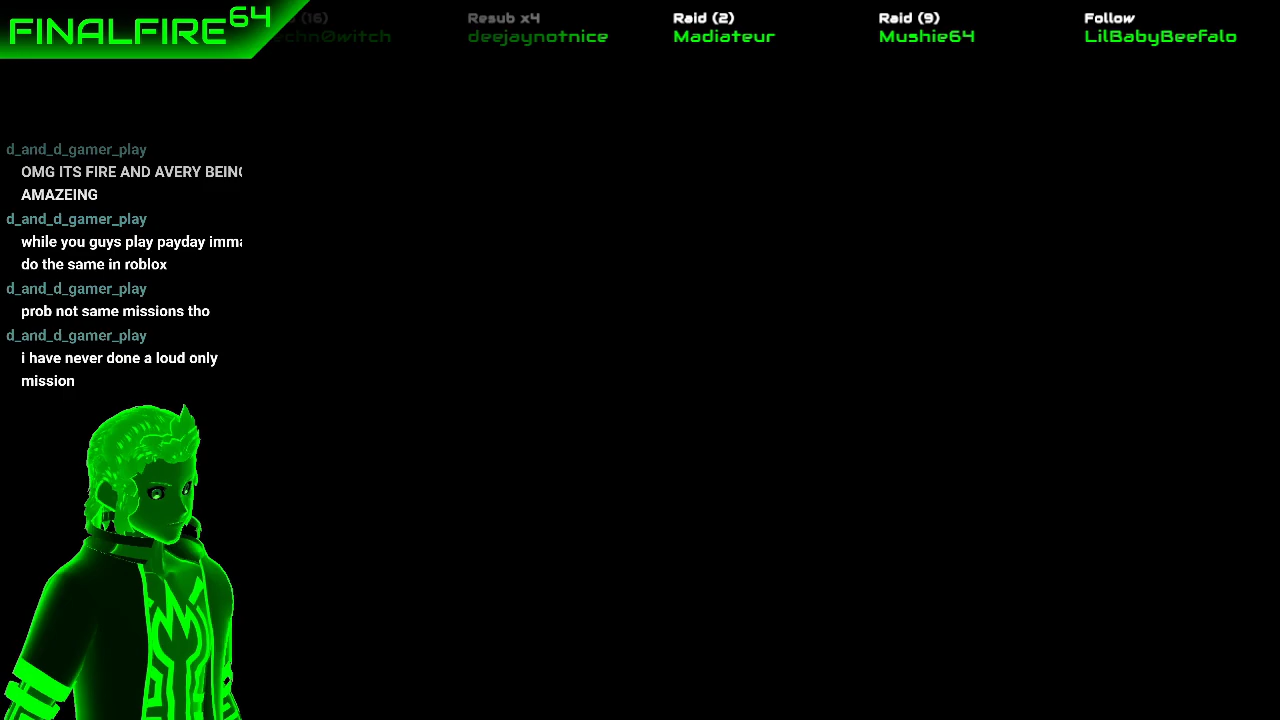 FINALFIRE64
(16)
Resub x4
deejaynotnice
Raid (2)
Madiateur
Raid (9)
Mushie64
Follow
LilBabyBeefalo
d_and_d_gamer_play
OMG ITS FIRE AND AVERY BEING
AMAZEING
d_and_d_gamer_play
while you guys play payday imma
do the same in roblox
d_and_d_gamer_play
prob not same missions tho
d_and_d_gamer_play
i have never done a loud only
mission